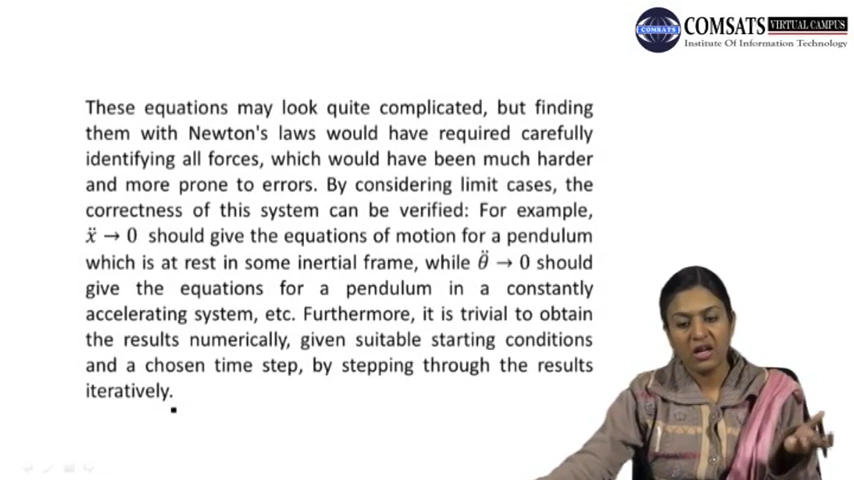 COMSATS VIRTUAL CAMPUS
COMSATS Institute Of Information Technology
These equations may look quite complicated, but finding
them with Newton's laws would have required carefully
identifying all forces, which would have been much harder
and more prone to errors. By considering limit cases, the
correctness of this system can be verified: For example,
ẍ → 0 should give the equations of motion for a pendulum
which is at rest in some inertial frame, while θ̈ → 0 should
give the equations for a pendulum in a constantly
accelerating system, etc. Furthermore, it is trivial to obtain
the results numerically, given suitable starting conditions
and a chosen time step, by stepping through the results
iteratively.